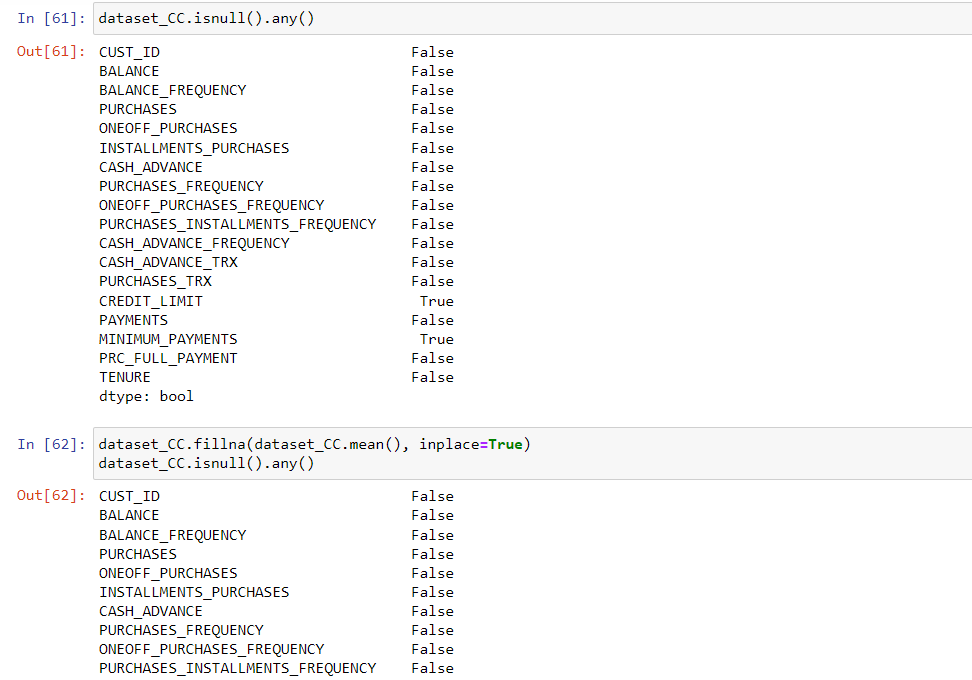 In [61]: dataset_CC.isnull().any()
Out[61]: CUST_ID False
BALANCE False
BALANCE_FREQUENCY False
PURCHASES False
ONEOFF_PURCHASES False
INSTALLMENTS_PURCHASES False
CASH_ADVANCE False
PURCHASES_FREQUENCY False
ONEOFF_PURCHASES_FREQUENCY False
PURCHASES_INSTALLMENTS_FREQUENCY False
CASH_ADVANCE_FREQUENCY False
CASH_ADVANCE_TRX False
PURCHASES_TRX False
CREDIT_LIMIT True
PAYMENTS False
MINIMUM_PAYMENTS True
PRC_FULL_PAYMENT False
TENURE False
dtype: bool
In [62]: dataset_CC.fillna(dataset_CC.mean(), inplace=True)
dataset_CC.isnull().any()
Out[62]: CUST_ID False
BALANCE False
BALANCE_FREQUENCY False
PURCHASES False
ONEOFF_PURCHASES False
INSTALLMENTS_PURCHASES False
CASH_ADVANCE False
PURCHASES_FREQUENCY False
ONEOFF_PURCHASES_FREQUENCY False
PURCHASES_INSTALLMENTS_FREQUENCY False